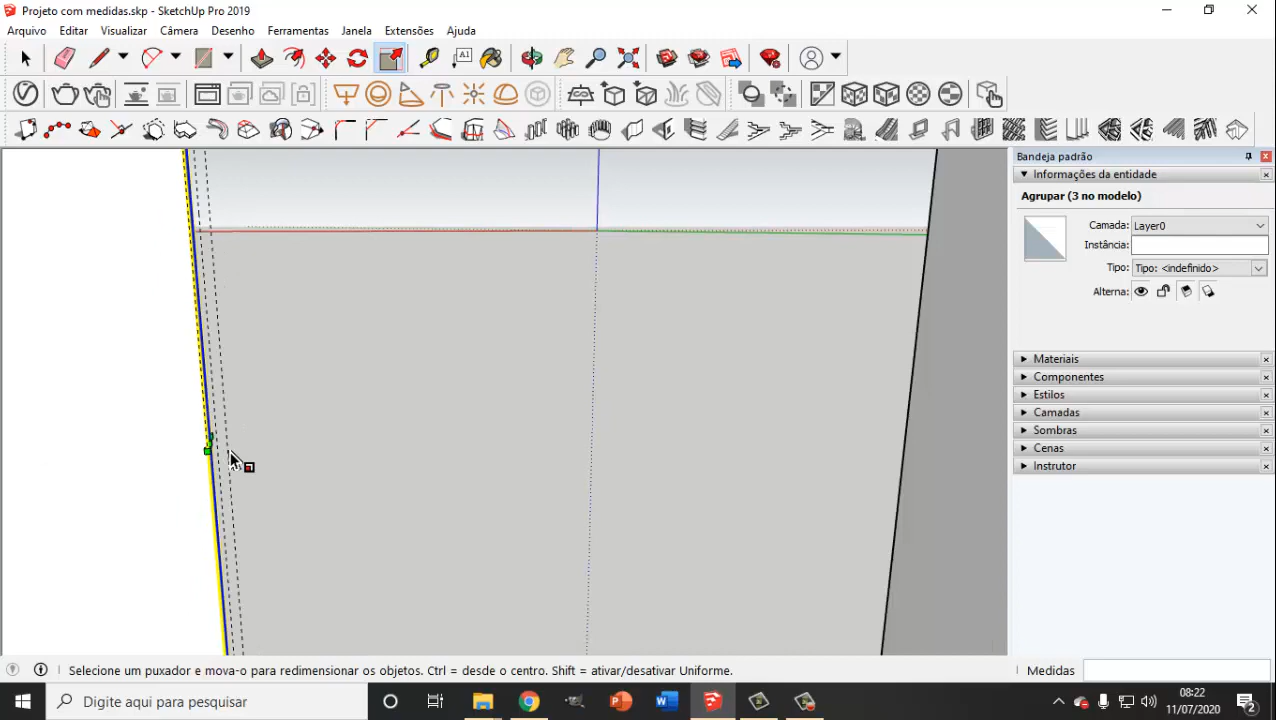 Projeto com medidas.skp - SketchUp Pro 2019
Arquivo Editar Visualizar Câmera Desenho Ferramentas Janela Extensões Ajuda
A1
Bandeja padrão
Informações da entidade
Agrupar (3 no modelo)
Camada: Layer0
Instância:
Tipo: Tipo: <indefinido>
Alterna:
Materiais
Componentes
Estilos
Camadas
Sombras
Cenas
Instrutor
Selecione um puxador e mova-o para redimensionar os objetos. Ctrl = desde o centro. Shift = ativar/desativar Uniforme.
Medidas
Digite aqui para pesquisar
08:22
11/07/2020
2